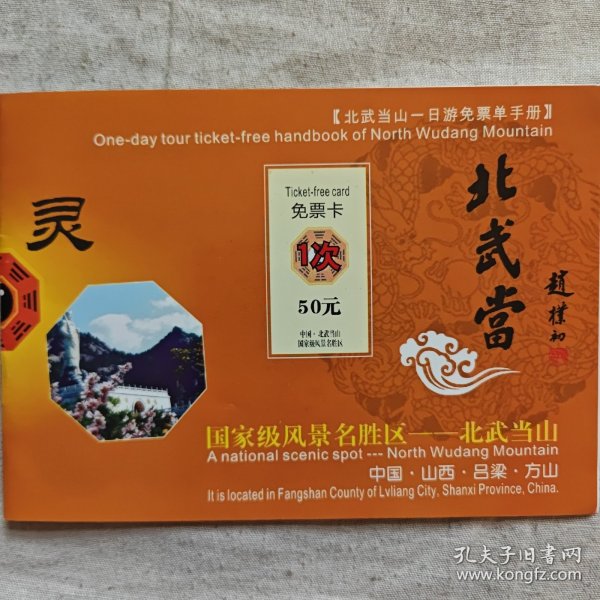 【北武当山一日游免票单手册】
One-day tour ticket-free handbook of North Wudang Mountain
灵
Ticket-free card
免票卡
1次
50元
中国·北武当山
国家级风景名胜区
北武當
趙樸初
国家级风景名胜区——北武当山
A national scenic spot --- North Wudang Mountain
中国·山西·吕梁·方山
It is located in Fangshan County of Lvliang City, Shanxi Province, China.
孔夫子旧书网
www.kongfz.com